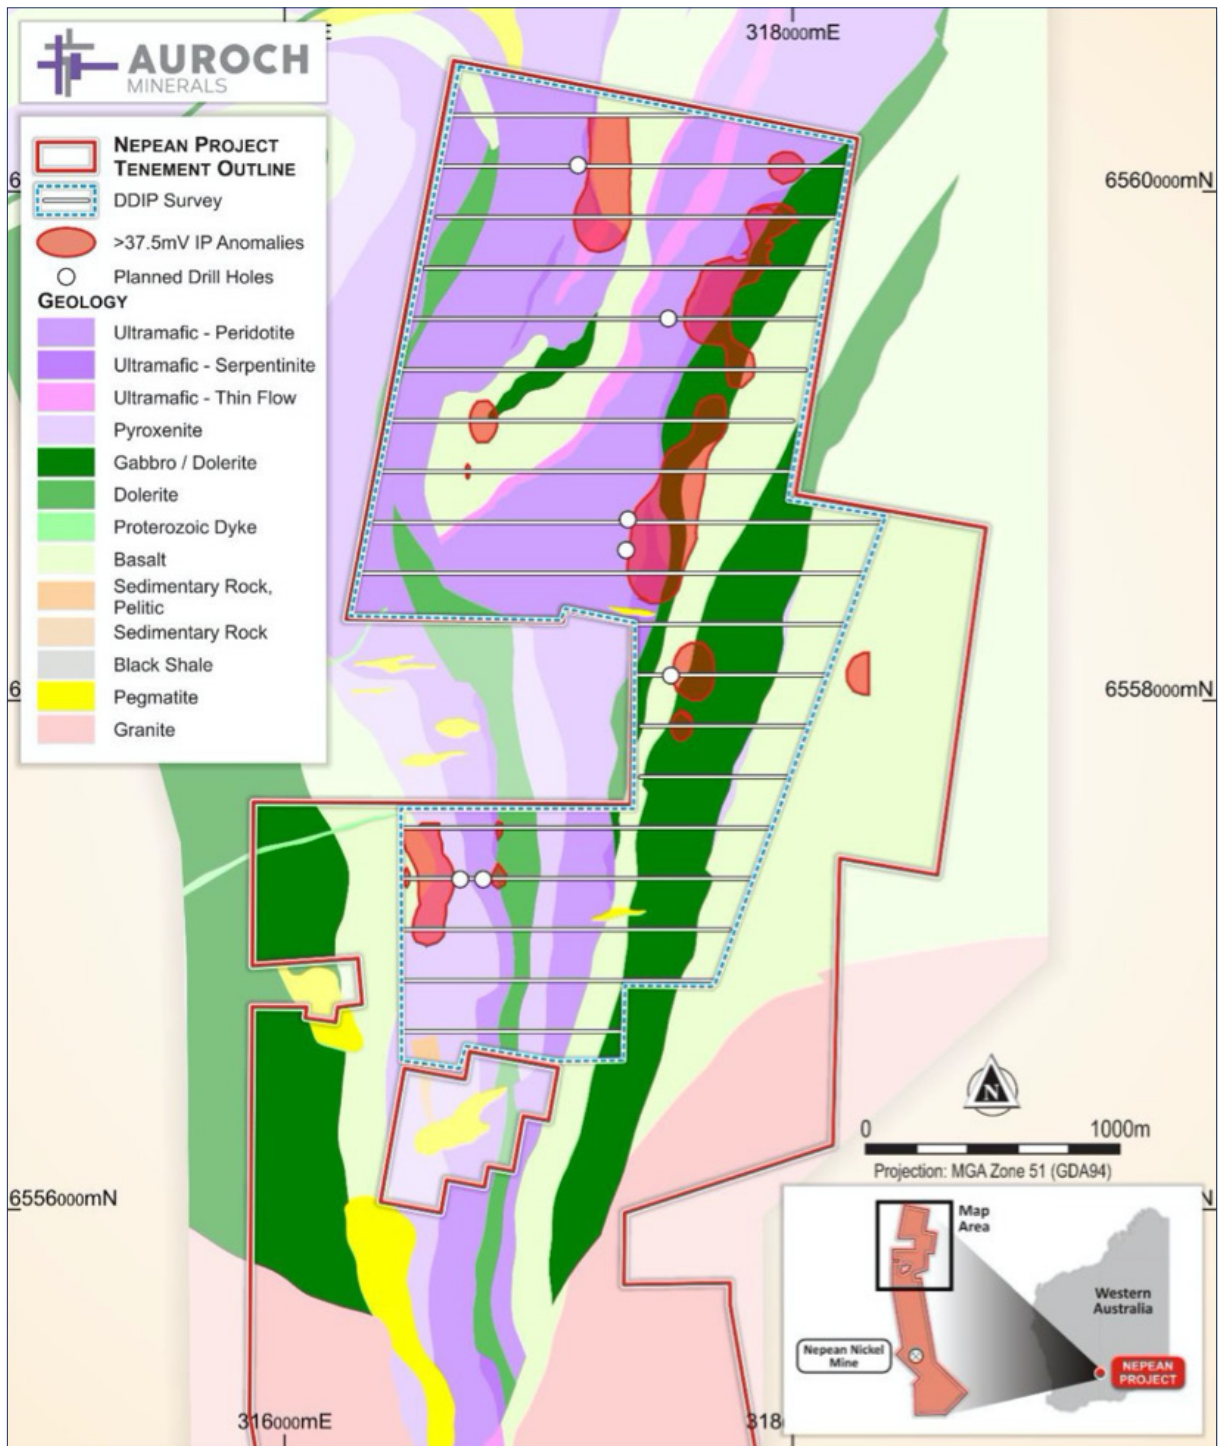 AUROCH
MINERALS
E
318000mE
NEPEAN PROJECT
TENEMENT OUTLINE
DDIP Survey
>37.5mV IP Anomalies
Planned Drill Holes
GEOLOGY
Ultramafic - Peridotite
Ultramafic - Serpentinite
Ultramafic - Thin Flow
Pyroxenite
Gabbro / Dolerite
Dolerite
Proterozoic Dyke
Basalt
Sedimentary Rock,
Pelitic
Sedimentary Rock
Black Shale
Pegmatite
Granite
6
6560000mN
6
6558000mN
N
0
1000m
Projection: MGA Zone 51 (GDA94)
6556000mN
N
Map
Area
Western
Australia
Nepean Nickel
Mine
NEPEAN
PROJECT
316000mE
318